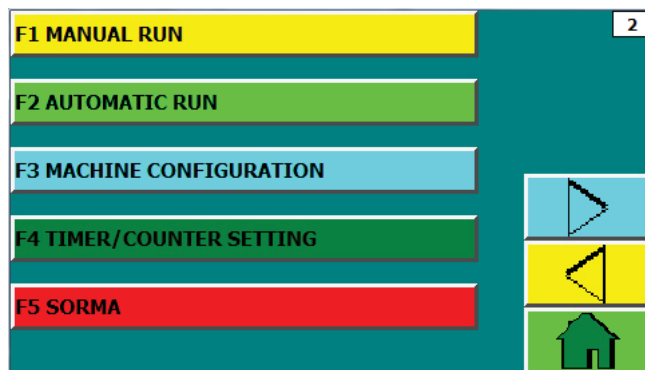 F1 MANUAL RUN
2
F2 AUTOMATIC RUN
F3 MACHINE CONFIGURATION
F4 TIMER/COUNTER SETTING
F5 SORMA